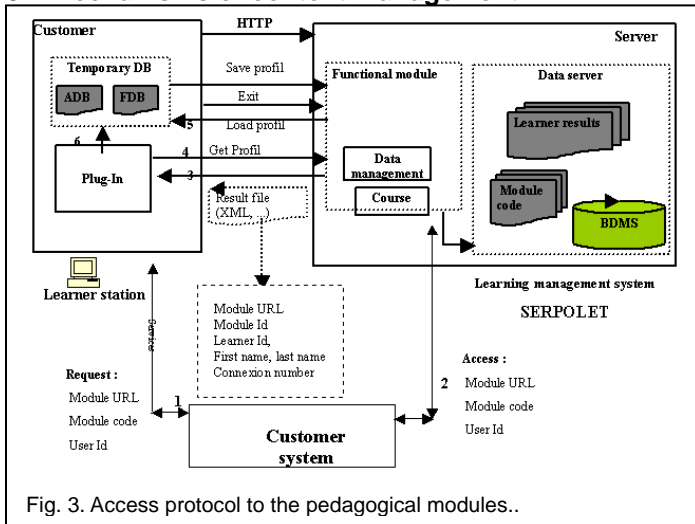 Customer
HTTP
Server
Temporary DB
ADB
FDB
Save profil
Exit
5
Load profil
6
4
Get Profil
3
Plug-In
Functional module
Data
management
Course
Data server
Learner results
Module
code
BDMS
Result file
(XML, ...)
Learner station
Learning management system
SERPOLET
Services
Module URL
Module Id
Learner Id,
First name, last name
Connexion number
Request :
Module URL
Module code
User Id
1
2
Access :
Module URL
Module code
User Id
Customer
system
Fig. 3. Access protocol to the pedagogical modules..